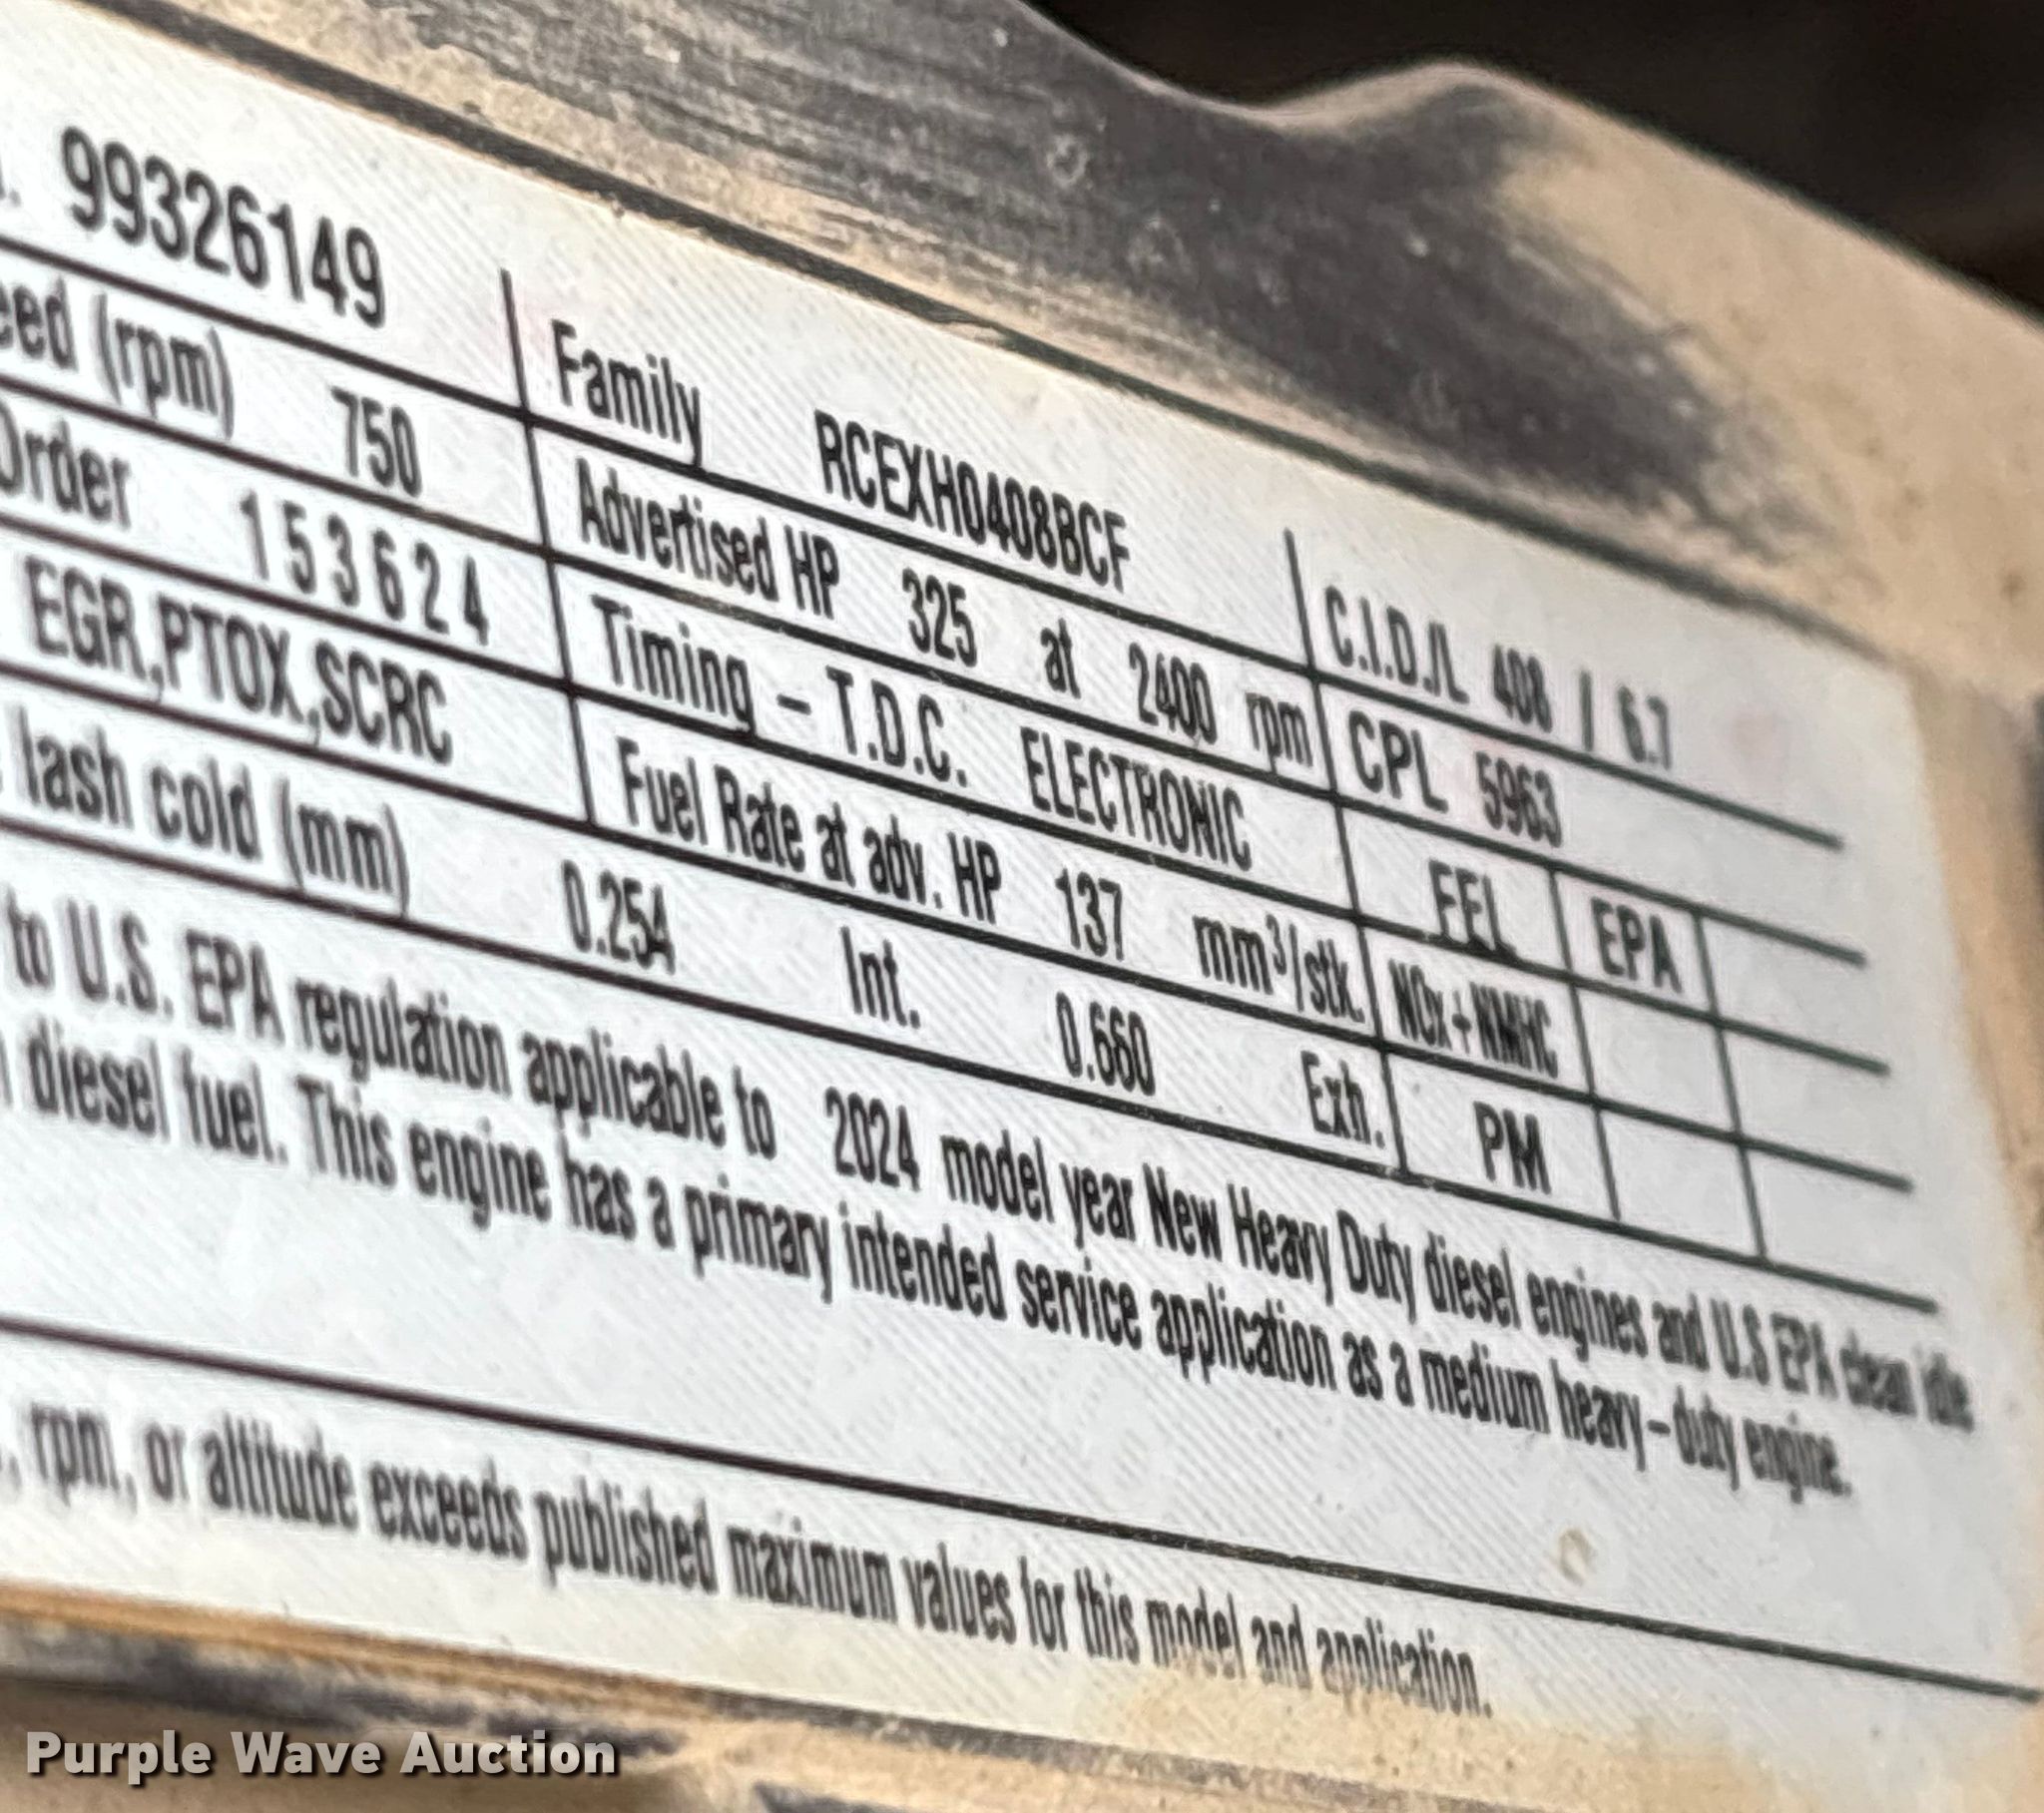 . 99326149 Family RCEXH0408BCF C.I.D./L 408 / 6.7
eed (rpm) 750 Advertised HP 325 at 2400 rpm CPL 5963
Order 153624 Timing - T.D.C. ELECTRONIC FEL EPA
EGR,PTOX,SCRC Fuel Rate at adv. HP 137 mm³/stk. NOx+NMHC
lash cold (mm) 0.254 Int. 0.660 Exh. PM
to U.S. EPA regulation applicable to 2024 model year New Heavy Duty diesel engines and U.S EPA clean idle
diesel fuel. This engine has a primary intended service application as a medium heavy-duty engine.
, rpm, or altitude exceeds published maximum values for this model and application.
Purple Wave Auction